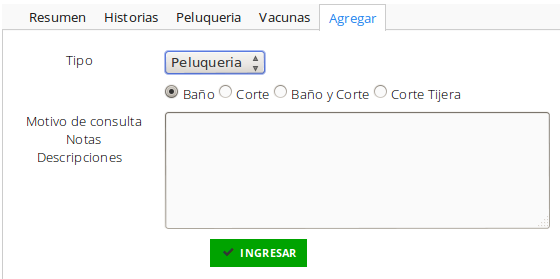 Resumen Historias Peluqueria Vacunas Agregar
Tipo Peluqueria
Baño Corte Baño y Corte Corte Tijera
Motivo de consulta
Notas
Descripciones
INGRESAR